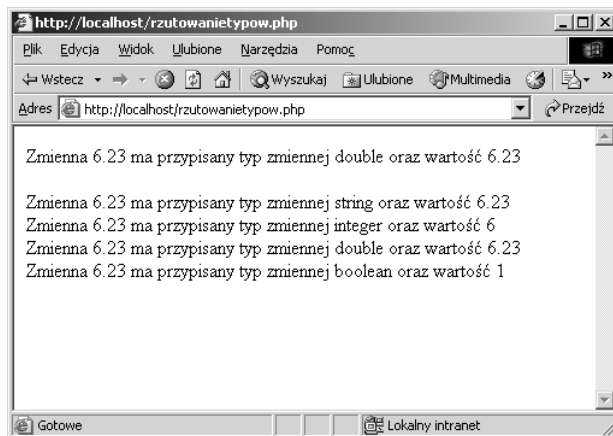 http://localhost/rzutowanietypow.php
Plik Edycja Widok Ulubione Narzędzia Pomoc
Wstecz Wyszukaj Ulubione Multimedia »
Adres http://localhost/rzutowanietypow.php Przejdź
Zmienna 6.23 ma przypisany typ zmiennej double oraz wartość 6.23
Zmienna 6.23 ma przypisany typ zmiennej string oraz wartość 6.23
Zmienna 6.23 ma przypisany typ zmiennej integer oraz wartość 6
Zmienna 6.23 ma przypisany typ zmiennej double oraz wartość 6.23
Zmienna 6.23 ma przypisany typ zmiennej boolean oraz wartość 1
Gotowe Lokalny intranet